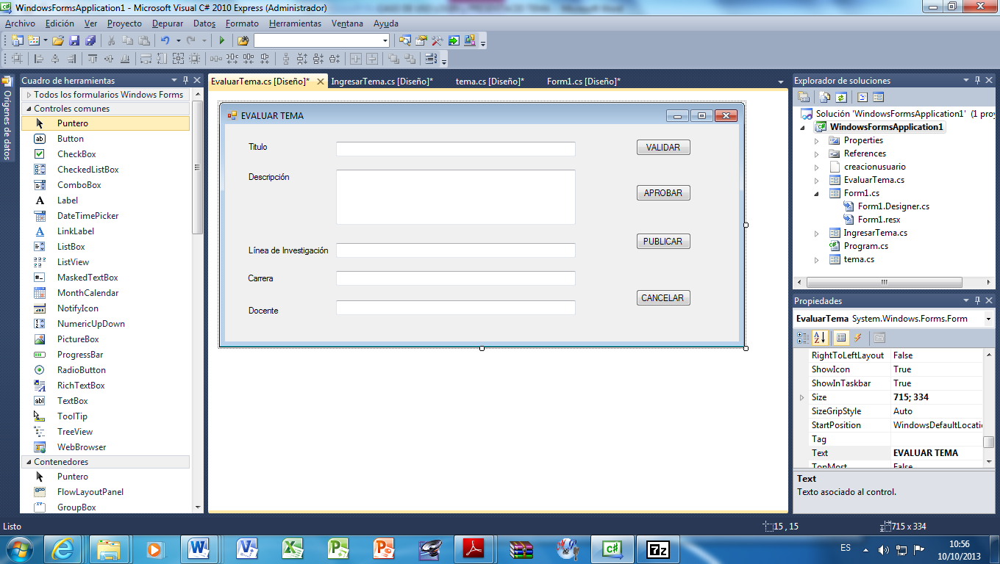 WindowsFormsApplication1 - Microsoft Visual C# 2010 Express (Administrador)
Archivo Edición Ver Proyecto Depurar Datos Formato Herramientas Ventana Ayuda
Orígenes de datos
Cuadro de herramientas
Todos los formularios Windows Forms
Controles comunes
Puntero
Button
CheckBox
CheckedListBox
ComboBox
Label
DateTimePicker
LinkLabel
ListBox
ListView
MaskedTextBox
MonthCalendar
NotifyIcon
NumericUpDown
PictureBox
ProgressBar
RadioButton
RichTextBox
TextBox
ToolTip
TreeView
WebBrowser
Contenedores
Puntero
FlowLayoutPanel
GroupBox
EvaluarTema.cs [Diseño]* IngresarTema.cs [Diseño]* tema.cs [Diseño]* Form1.cs [Diseño]*
EVALUAR TEMA
Titulo
VALIDAR
Descripción
APROBAR
PUBLICAR
Línea de Investigación
Carrera
CANCELAR
Docente
Explorador de soluciones
Solución 'WindowsFormsApplication1' (1 proy
WindowsFormsApplication1
Properties
References
creacionusuario
EvaluarTema.cs
Form1.cs
Form1.Designer.cs
Form1.resx
IngresarTema.cs
Program.cs
tema.cs
Propiedades
EvaluarTema System.Windows.Forms.Form
RightToLeftLayout False
ShowIcon True
ShowInTaskbar True
Size 715; 334
SizeGripStyle Auto
StartPosition WindowsDefaultLocatio
Tag
Text EVALUAR TEMA
TopMost False
Text
Texto asociado al control.
Listo
15 , 15
715 x 334
ES
10:56
10/10/2013